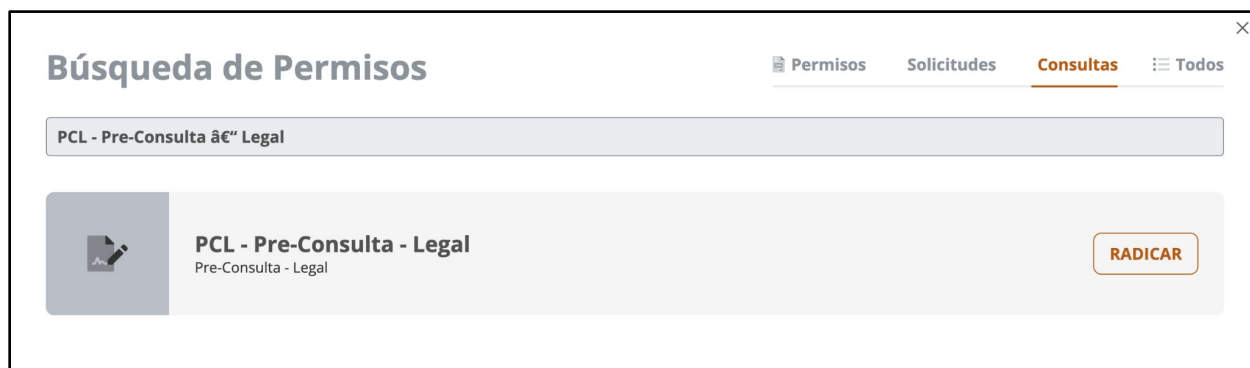 Búsqueda de Permisos
Permisos Solicitudes Consultas Todos
PCL - Pre-Consulta â€“ Legal
PCL - Pre-Consulta - Legal
Pre-Consulta - Legal
RADICAR